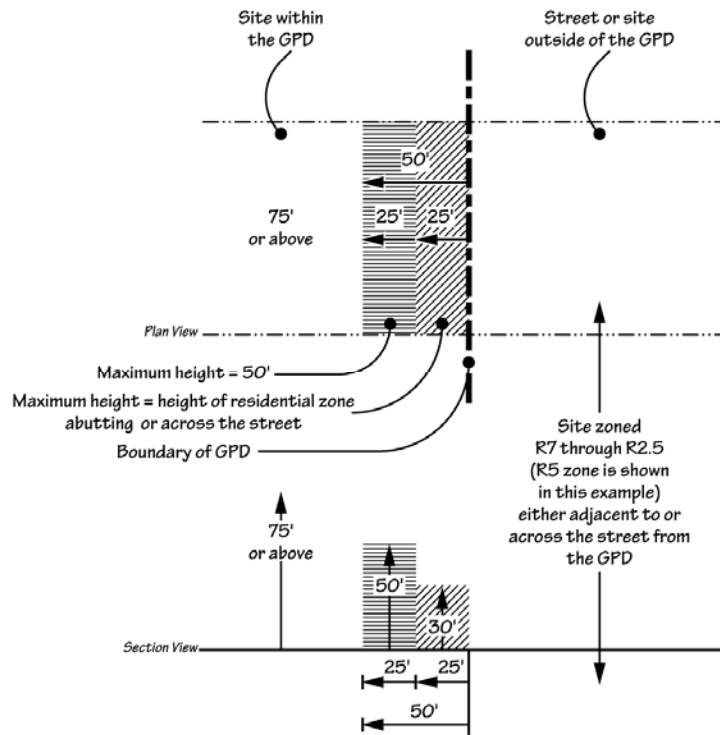 Site within
the GPD
Street or site
outside of the GPD
50'
75'
or above
25'
25'
Plan View
Maximum height = 50'
Maximum height = height of residential zone
abutting or across the street
Boundary of GPD
Site zoned
R7 through R2.5
(R5 zone is shown
in this example)
either adjacent to or
across the street from
the GPD
75'
or above
50'
30'
Section View
25'
25'
50'